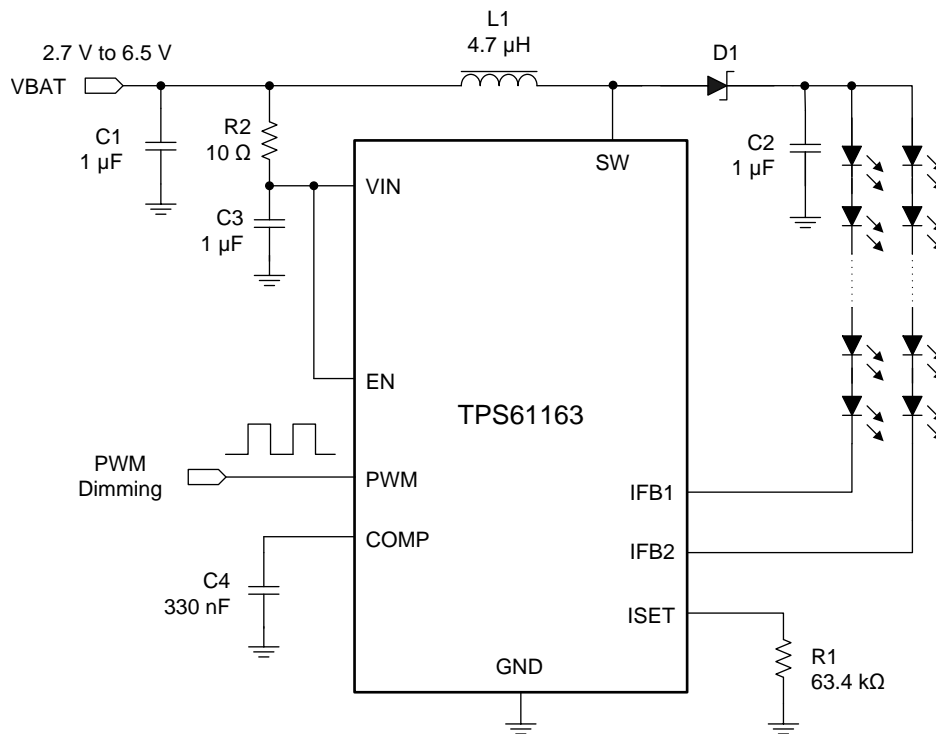 L1
4.7 µH
D1
2.7 V to 6.5 V
VBAT
C1
1 µF
R2
10 Ω
C2
1 µF
SW
VIN
C3
1 µF
EN
TPS61163
PWM
Dimming
PWM
IFB1
COMP
IFB2
C4
330 nF
ISET
R1
63.4 kΩ
GND